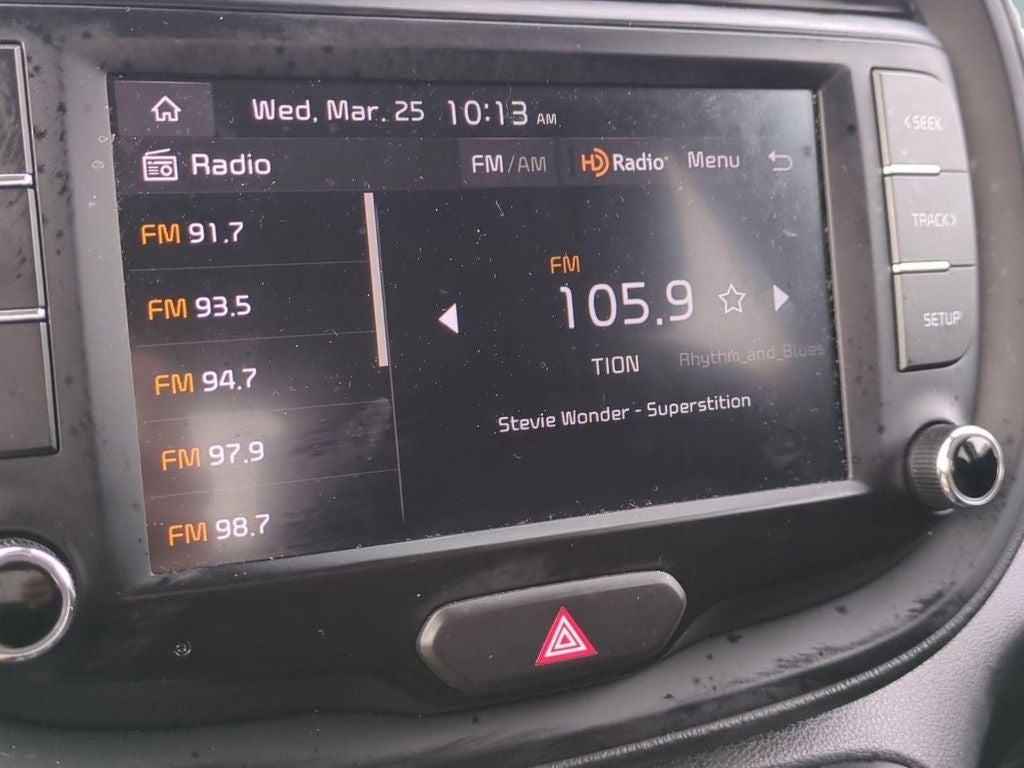 Wed, Mar. 25 10:13 AM
Radio FM/AM HD Radio Menu
FM 91.7
FM 93.5
FM 94.7
FM 97.9
FM 98.7
FM
105.9
TION Rhythm_and_Blues
Stevie Wonder - Superstition
<SEEK
TRACK>
SETUP